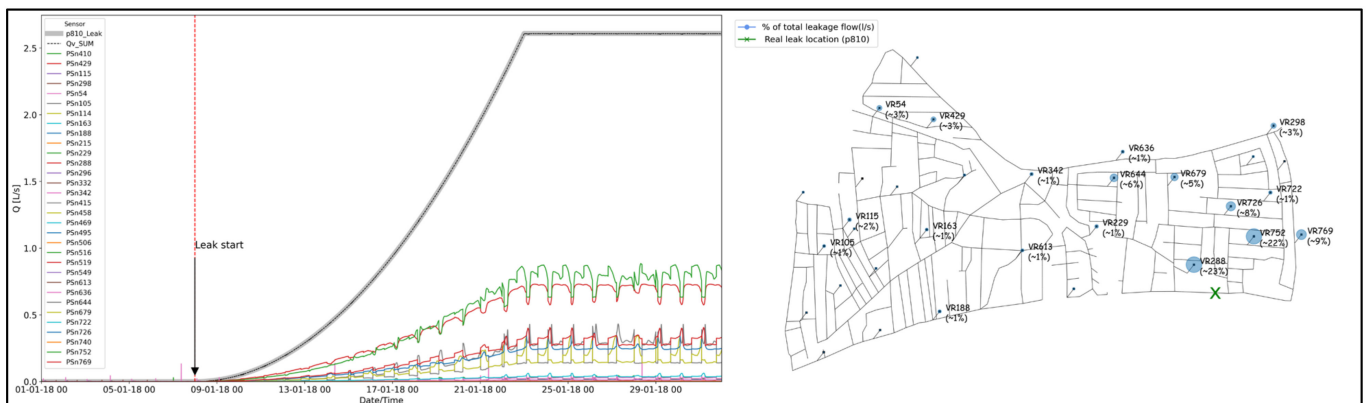 Sensor
p810_Leak
Qv_SUM
PSn410
PSn429
PSn115
PSn298
PSn54
PSn105
PSn114
PSn163
PSn188
PSn215
PSn229
PSn288
PSn296
PSn332
PSn342
PSn415
PSn458
PSn469
PSn495
PSn506
PSn516
PSn519
PSn549
PSn613
PSn636
PSn644
PSn679
PSn722
PSn726
PSn740
PSn752
PSn769
2.5
2.0
1.5
1.0
0.5
0.0
Q [L/s]
Leak start
01-01-18 00
05-01-18 00
09-01-18 00
13-01-18 00
17-01-18 00
21-01-18 00
25-01-18 00
29-01-18 00
Date/Time
% of total leakage flow(l/s)
Real leak location (p810)
VR54
(~3%)
VR429
(~3%)
VR298
(~3%)
VR636
(~1%)
VR342
(~1%)
VR644
(~6%)
VR679
(~5%)
VR722
(~1%)
VR726
(~8%)
VR115
(~2%)
VR163
(~1%)
VR229
(~1%)
VR752
(~22%)
VR769
(~9%)
VR105
(~1%)
VR613
(~1%)
VR288
(~23%)
VR188
(~1%)